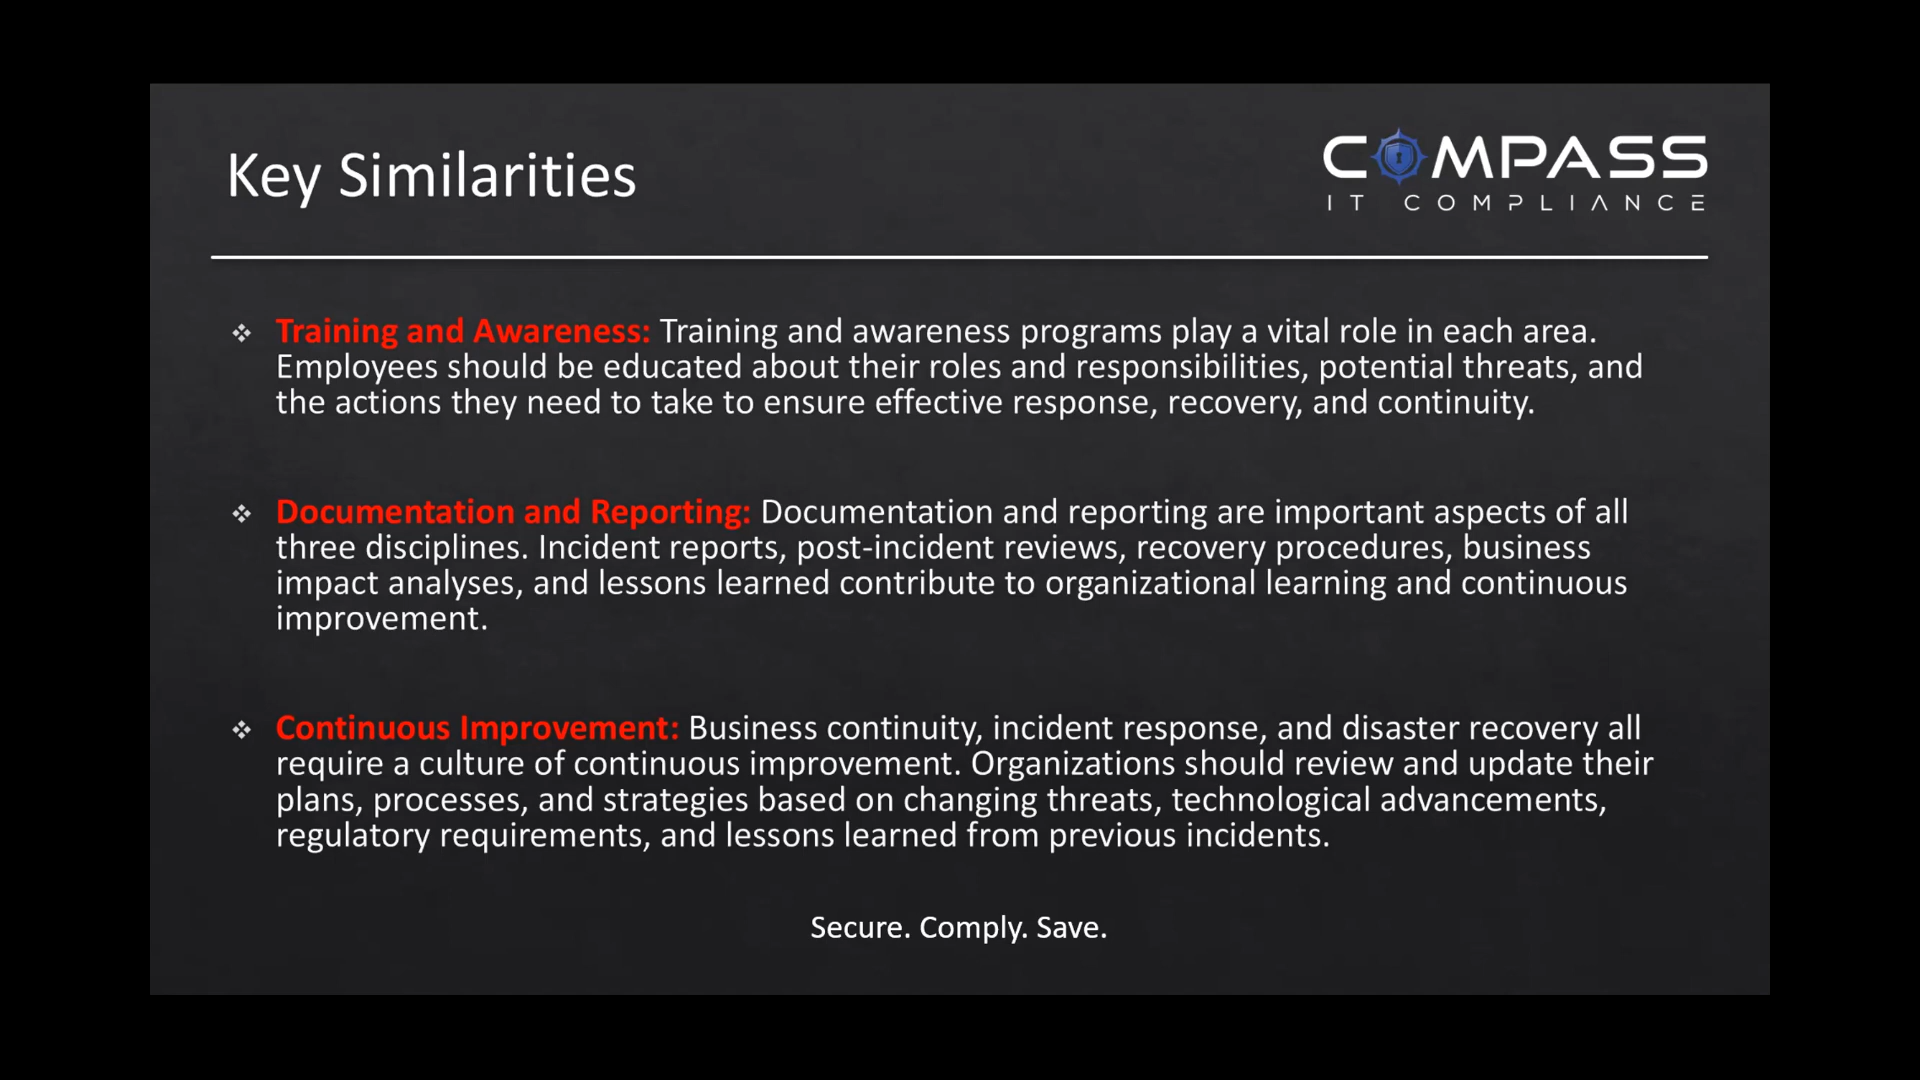 Key Similarities
COMPASS
IT COMPLIANCE
❖ Training and Awareness: Training and awareness programs play a vital role in each area.
Employees should be educated about their roles and responsibilities, potential threats, and
the actions they need to take to ensure effective response, recovery, and continuity.
❖ Documentation and Reporting: Documentation and reporting are important aspects of all
three disciplines. Incident reports, post-incident reviews, recovery procedures, business
impact analyses, and lessons learned contribute to organizational learning and continuous
improvement.
❖ Continuous Improvement: Business continuity, incident response, and disaster recovery all
require a culture of continuous improvement. Organizations should review and update their
plans, processes, and strategies based on changing threats, technological advancements,
regulatory requirements, and lessons learned from previous incidents.
Secure. Comply. Save.